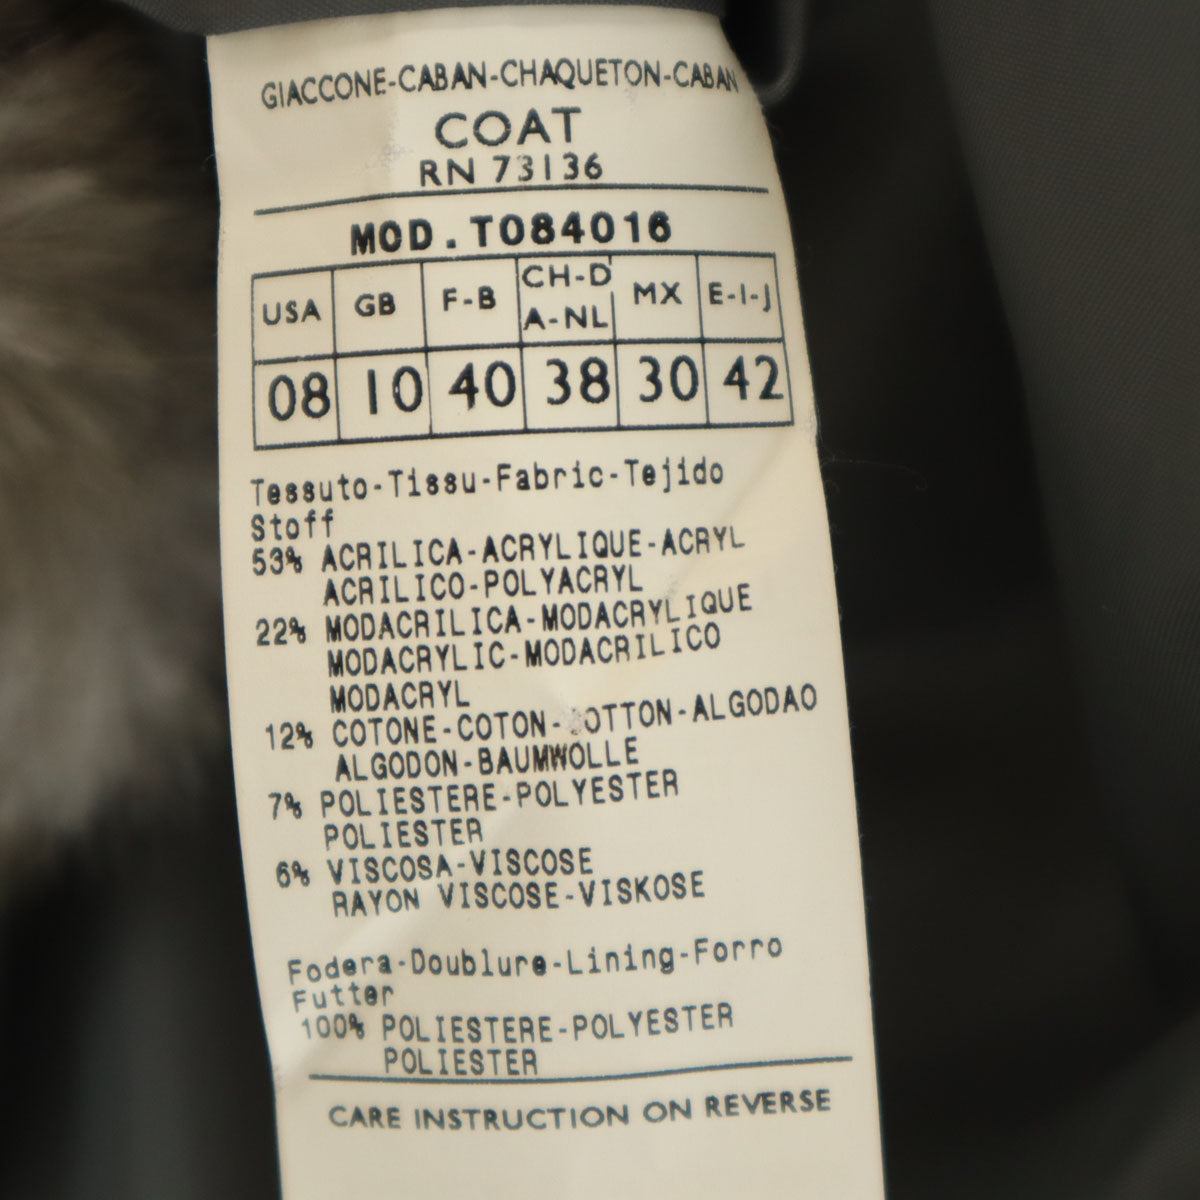 GIACCONE-CABAN-CHAQUETON-CABAN
COAT
RN 73136
MOD.T084016
USA GB F-B CH-D A-NL MX E-I-J
08 10 40 38 30 42
Tessuto-Tissu-Fabric-Tejido
Stoff
53% ACRILICA-ACRYLIQUE-ACRYL
ACRILICO-POLYACRYL
22% MODACRILICA-MODACRYLIQUE
MODACRYLIC-MODACRILICO
MODACRYL
12% COTONE-COTON-COTTON-ALGODAO
ALGODON-BAUMWOLLE
7% POLIESTERE-POLYESTER
POLIESTER
6% VISCOSA-VISCOSE
RAYON VISCOSE-VISKOSE
Fodera-Doublure-Lining-Forro
Futter
100% POLIESTERE-POLYESTER
POLIESTER
CARE INSTRUCTION ON REVERSE